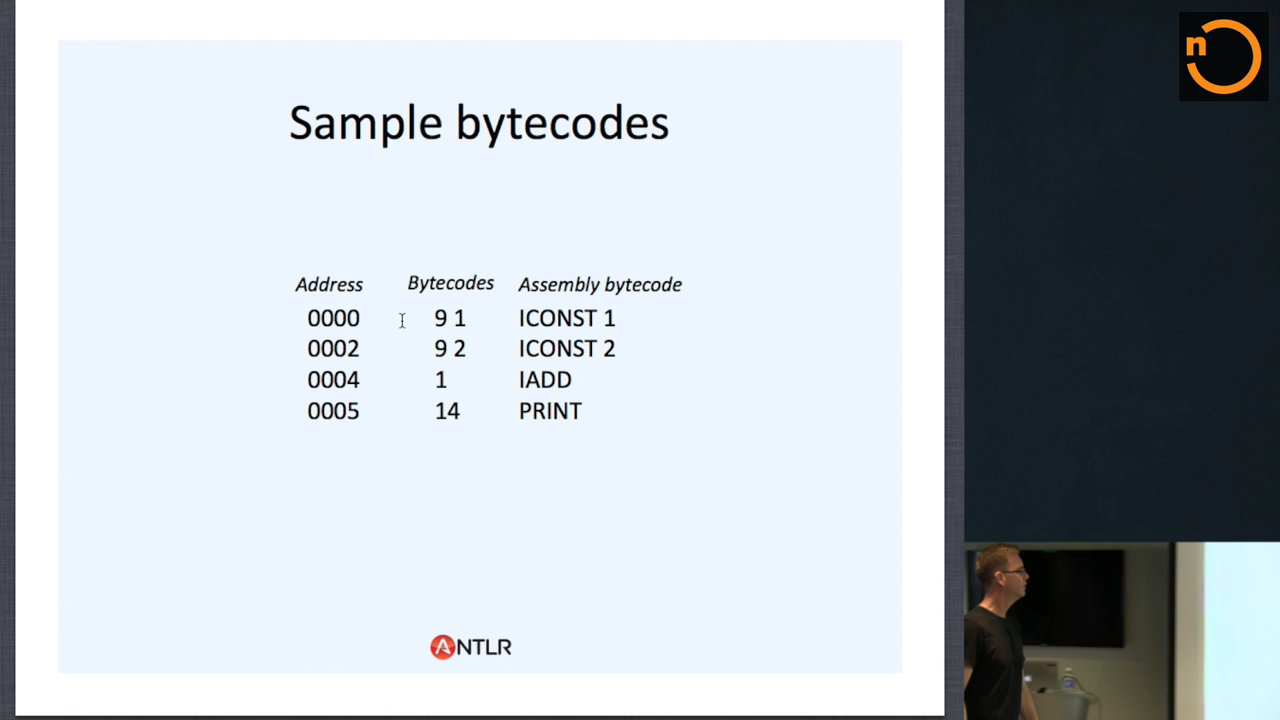 Sample bytecodes
Address Bytecodes Assembly bytecode
0000 9 1 ICONST 1
0002 9 2 ICONST 2
0004 1 IADD
0005 14 PRINT
ANTLR
n